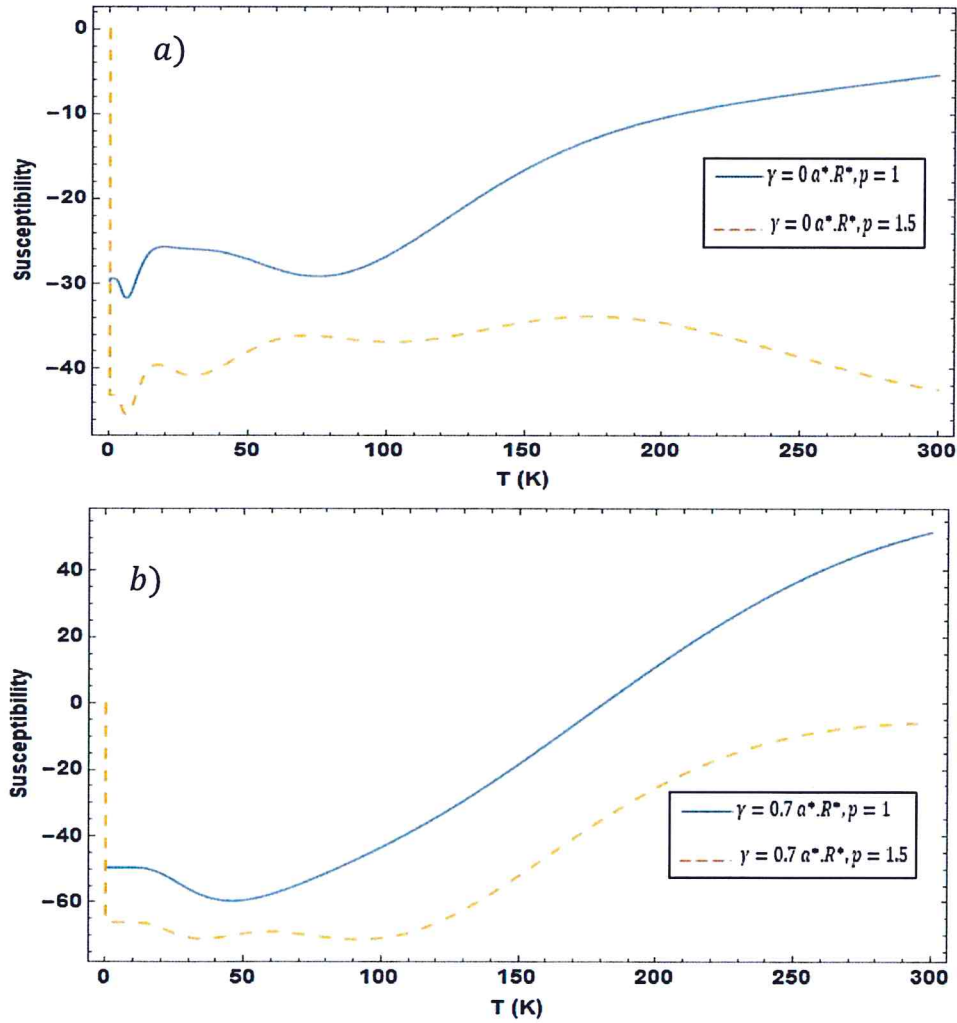 a)
0
−10
−20
−30
−40
Susceptibility
γ = 0 a*.R*, p = 1
γ = 0 a*.R*, p = 1.5
0 50 100 150 200 250 300
T (K)
b)
40
20
0
−20
−40
−60
Susceptibility
γ = 0.7 a*.R*, p = 1
γ = 0.7 a*.R*, p = 1.5
0 50 100 150 200 250 300
T (K)